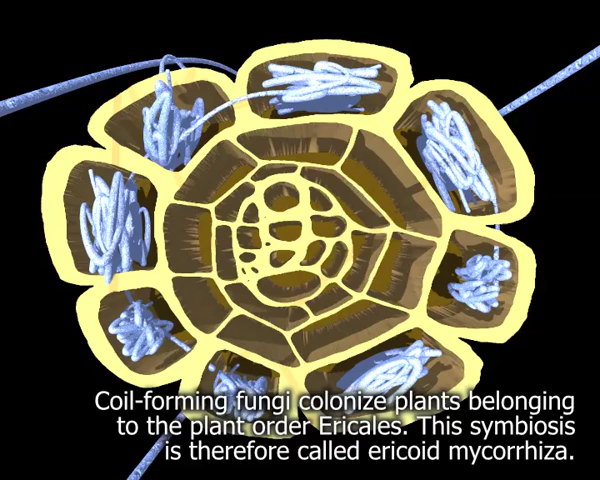 Coil-forming fungi colonize plants belonging
to the plant order Ericales. This symbiosis
is therefore called ericoid mycorrhiza.